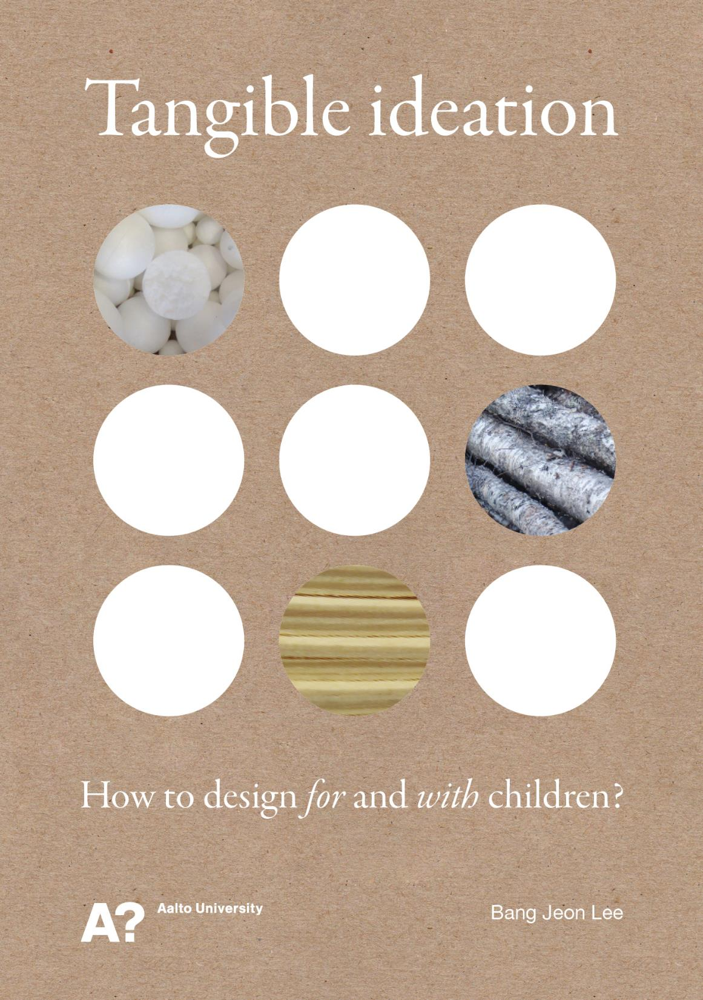 Tangible ideation
How to design for and with children?
A?
Aalto University
Bang Jeon Lee